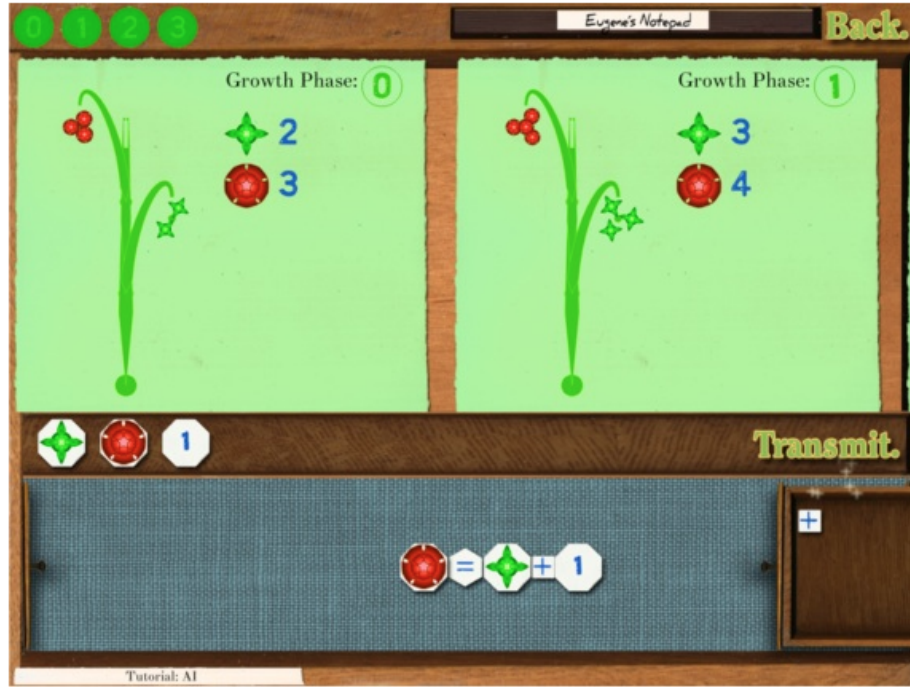 0 1 2 3
Eugene's Notepad
Back.
Growth Phase: 0
2
3
Growth Phase: 1
3
4
1
Transmit.
+
= + 1
Tutorial: AI